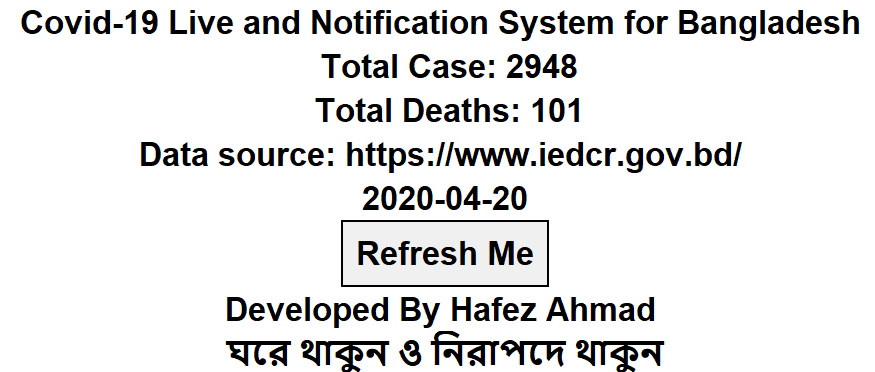 Covid-19 Live and Notification System for Bangladesh
Total Case: 2948
Total Deaths: 101
Data source: https://www.iedcr.gov.bd/
2020-04-20
Refresh Me
Developed By Hafez Ahmad
ঘরে থাকুন ও নিরাপদে থাকুন